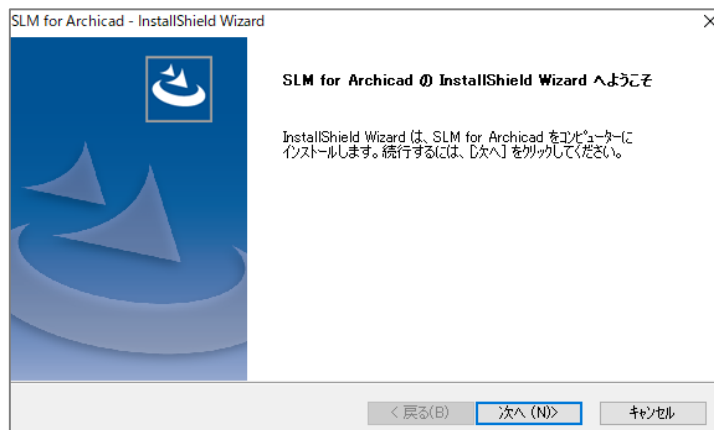 SLM for Archicad - InstallShield Wizard
SLM for Archicad の InstallShield Wizard へようこそ
InstallShield Wizard は、SLM for Archicad をコンピューターに
インストールします。続行するには、[次へ] をクリックしてください。
< 戻る(B)
次へ (N)>
キャンセル